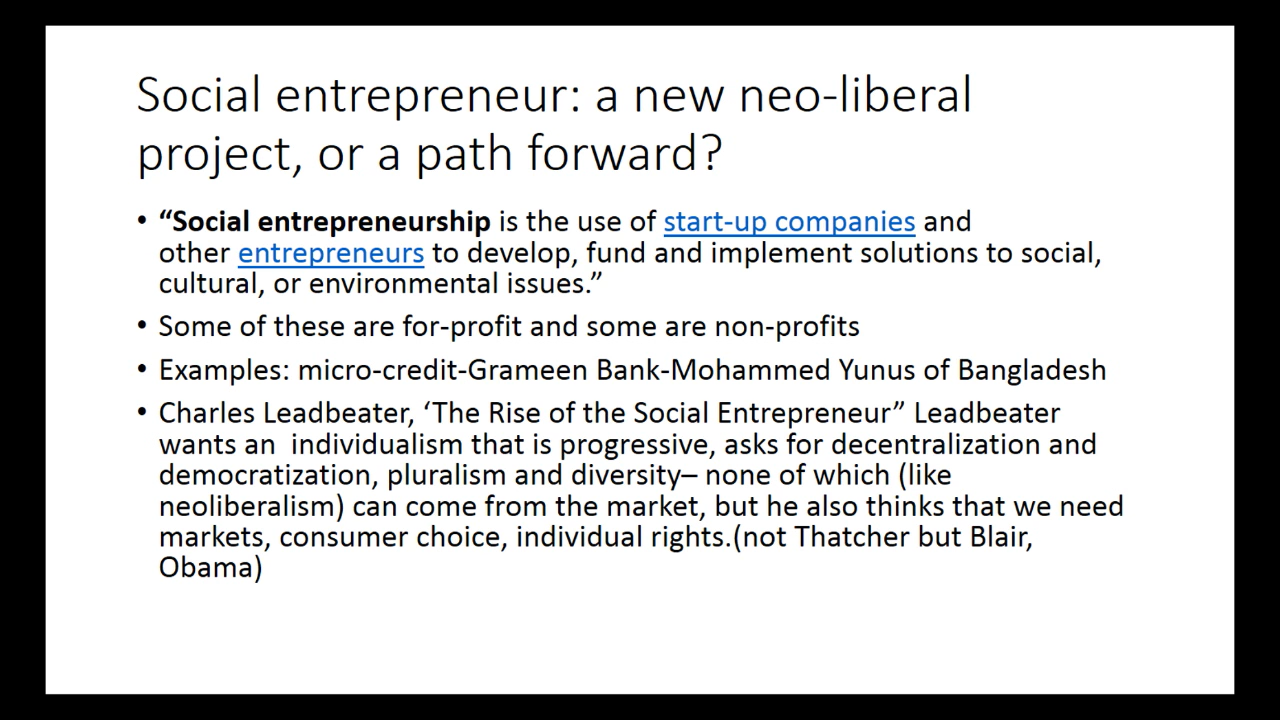 Social entrepreneur: a new neo-liberal
project, or a path forward?
• “Social entrepreneurship is the use of start-up companies and
other entrepreneurs to develop, fund and implement solutions to social,
cultural, or environmental issues.”
• Some of these are for-profit and some are non-profits
• Examples: micro-credit-Grameen Bank-Mohammed Yunus of Bangladesh
• Charles Leadbeater, ‘The Rise of the Social Entrepreneur” Leadbeater
wants an  individualism that is progressive, asks for decentralization and
democratization, pluralism and diversity– none of which (like
neoliberalism) can come from the market, but he also thinks that we need
markets, consumer choice, individual rights.(not Thatcher but Blair,
Obama)